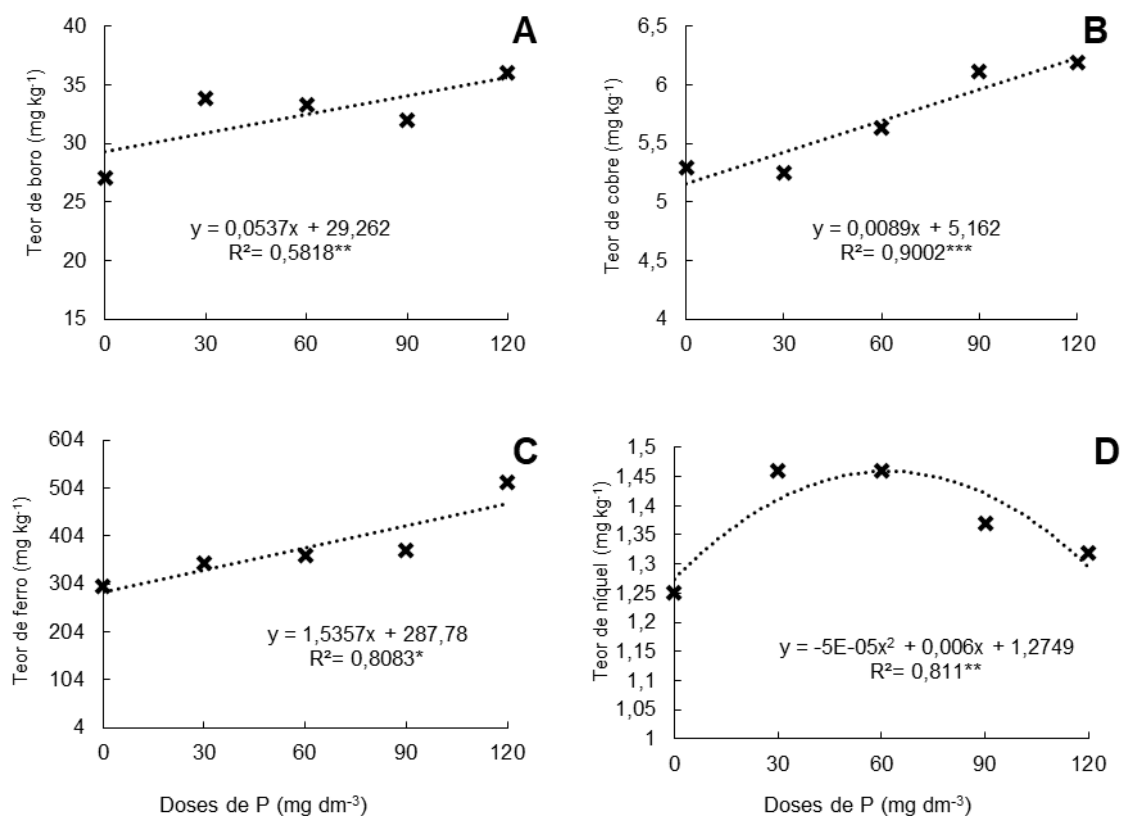 A
Teor de boro (mg kg⁻¹)
40
35
30
25
20
15
y = 0,0537x + 29,262
R²= 0,5818**
0 30 60 90 120
B
Teor de cobre (mg kg⁻¹)
6,5
6
5,5
5
4,5
4
y = 0,0089x + 5,162
R²= 0,9002***
0 30 60 90 120
C
Teor de ferro (mg kg⁻¹)
604
504
404
304
204
104
4
y = 1,5357x + 287,78
R²= 0,8083*
0 30 60 90 120
Doses de P (mg dm⁻³)
D
Teor de níquel (mg kg⁻¹)
1,5
1,45
1,4
1,35
1,3
1,25
1,2
1,15
1,1
1,05
1
y = -5E-05x² + 0,006x + 1,2749
R²= 0,811**
0 30 60 90 120
Doses de P (mg dm⁻³)